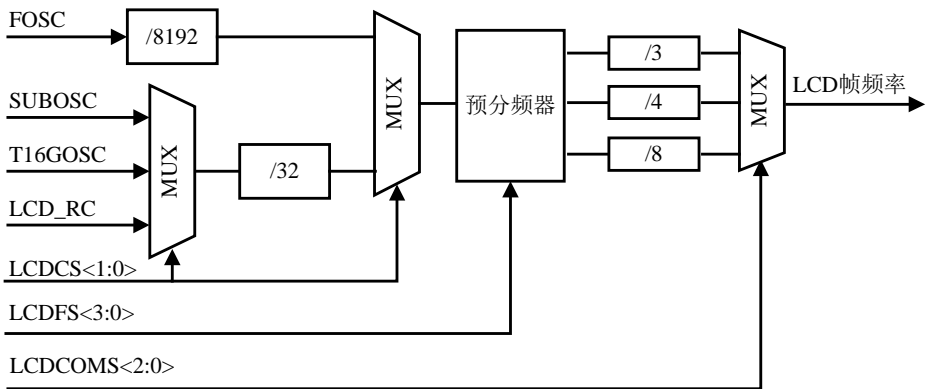 FOSC
/8192
SUBOSC
T16GOSC
LCD_RC
MUX
/32
MUX
预分频器
/3
/4
/8
MUX
LCD帧频率
LCDCS<1:0>
LCDFS<3:0>
LCDCOMS<2:0>